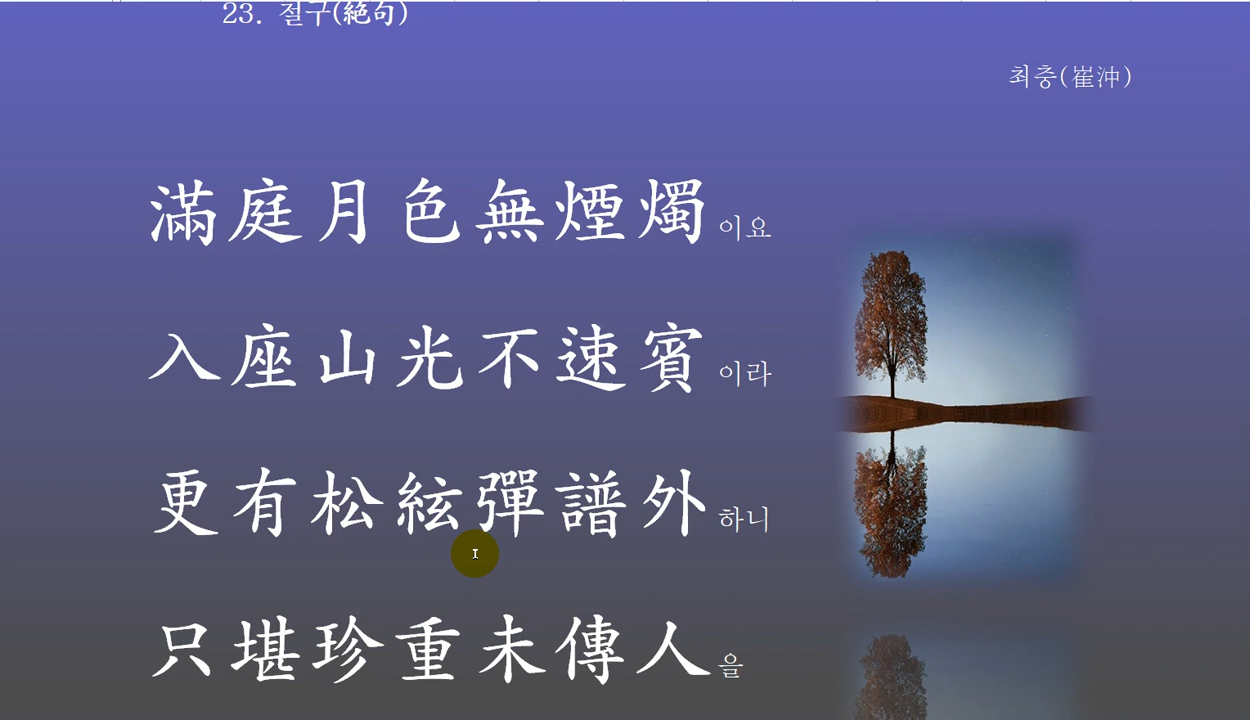 23. 절구(絕句)
최충(崔沖)
滿庭月色無煙燭이요
入座山光不速賓이라
更有松絃彈譜外하니
只堪珍重未傳人을